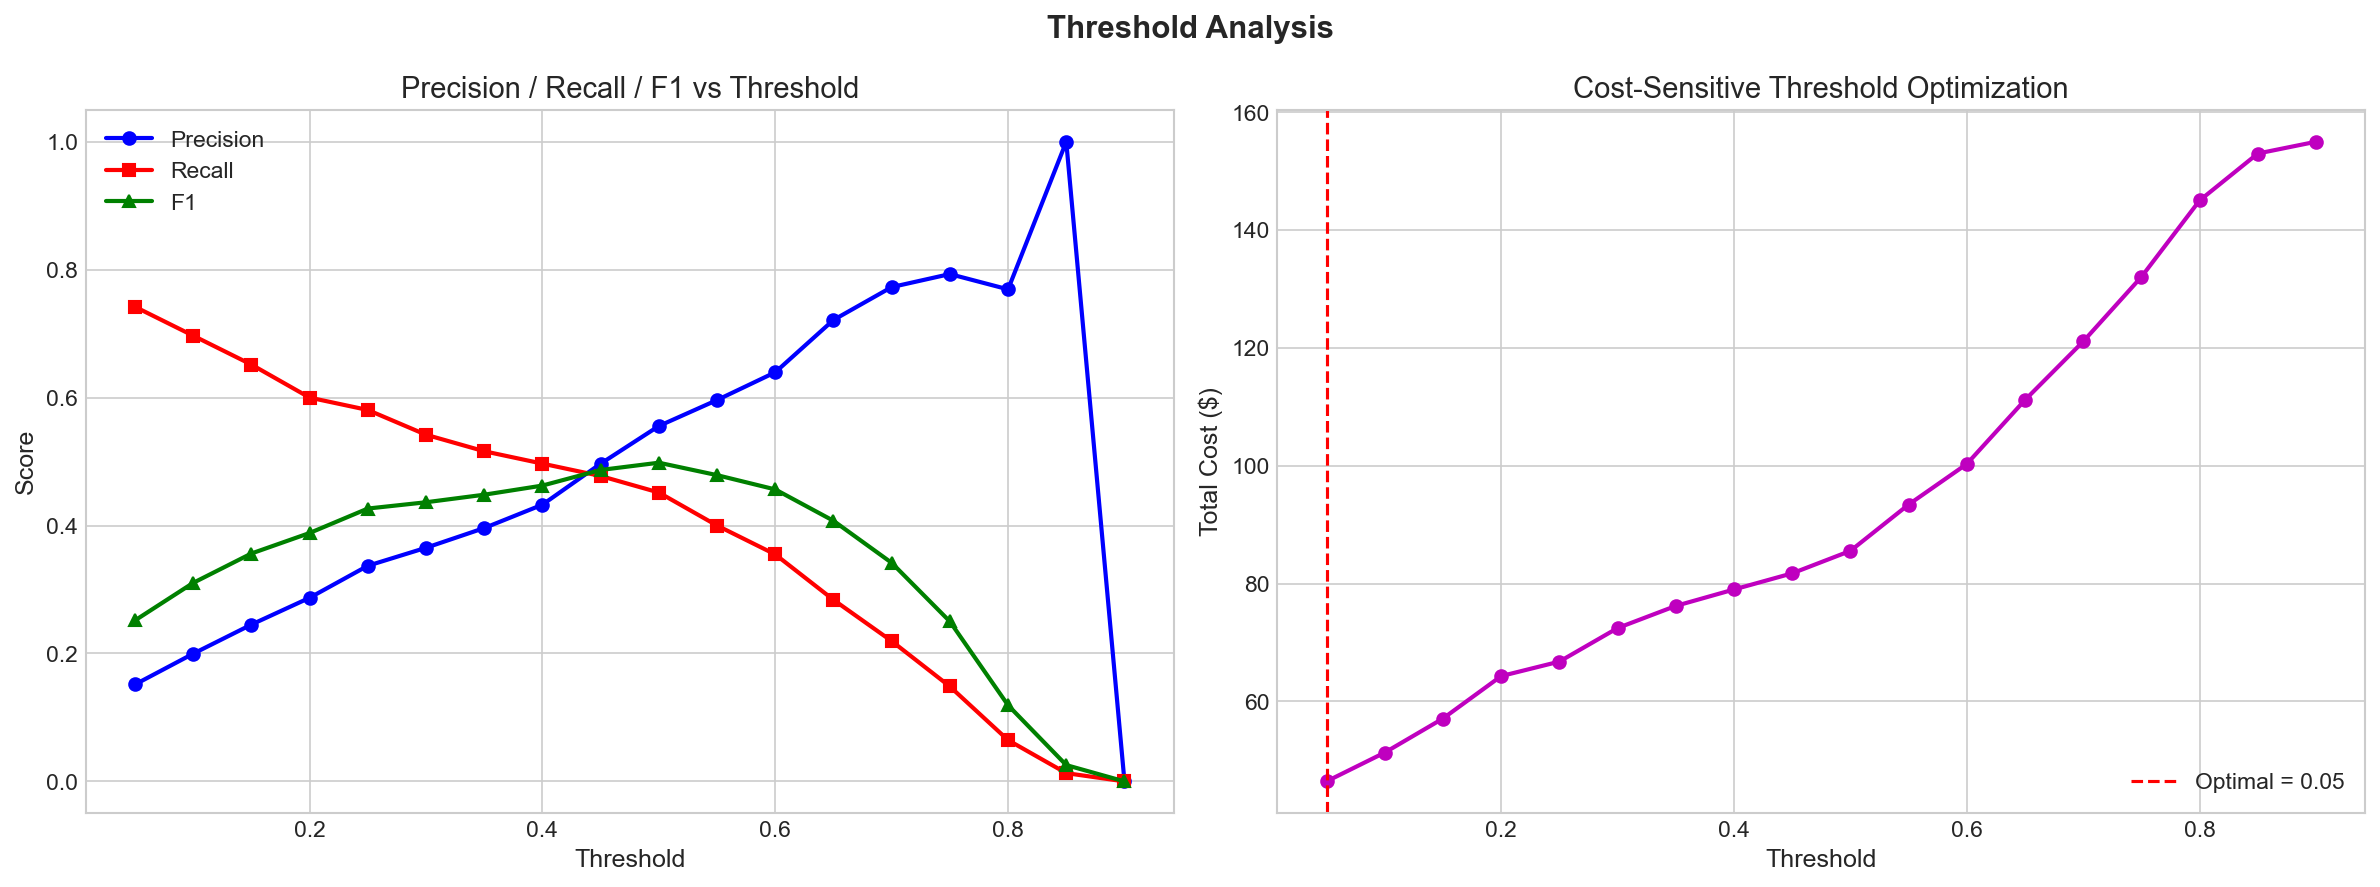 Threshold Analysis
Precision / Recall / F1 vs Threshold
Precision
Recall
F1
1.0
0.8
0.6
0.4
0.2
0.0
Score
0.2
0.4
0.6
0.8
Threshold
Cost-Sensitive Threshold Optimization
160
140
120
100
80
60
Total Cost ($)
Optimal = 0.05
0.2
0.4
0.6
0.8
Threshold